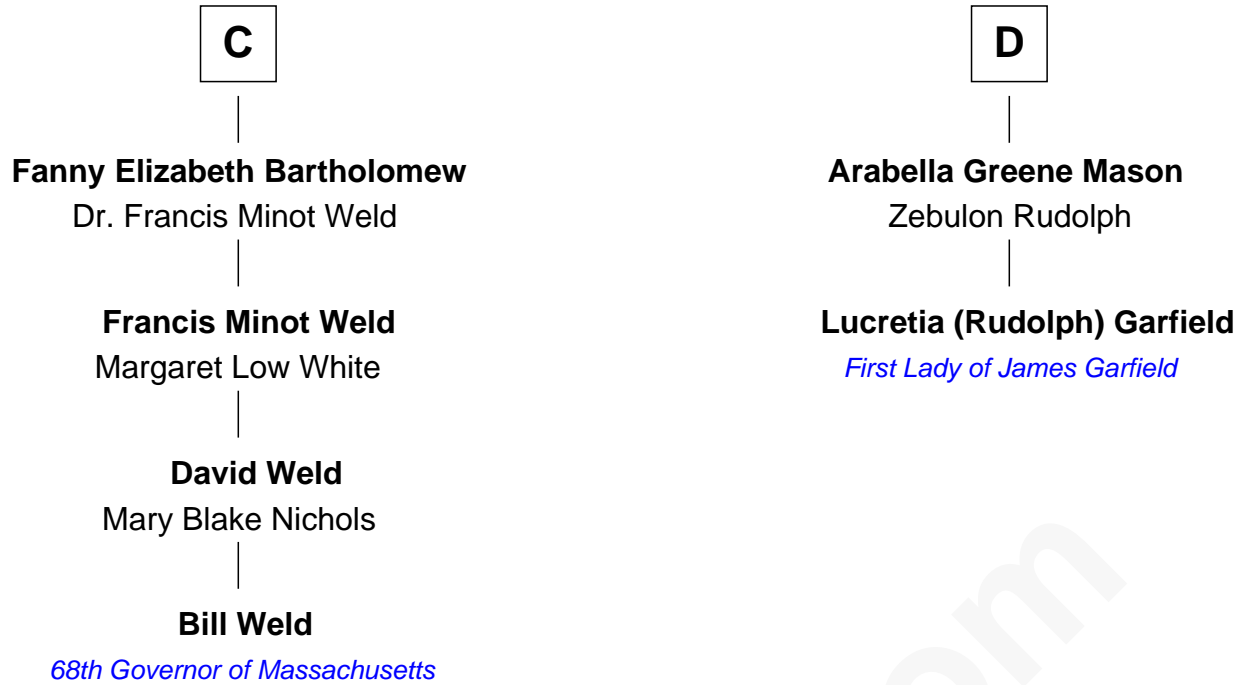 C
Fanny Elizabeth Bartholomew
Dr. Francis Minot Weld
Francis Minot Weld
Margaret Low White
David Weld
Mary Blake Nichols
Bill Weld
68th Governor of Massachusetts
D
Arabella Greene Mason
Zebulon Rudolph
Lucretia (Rudolph) Garfield
First Lady of James Garfield
om